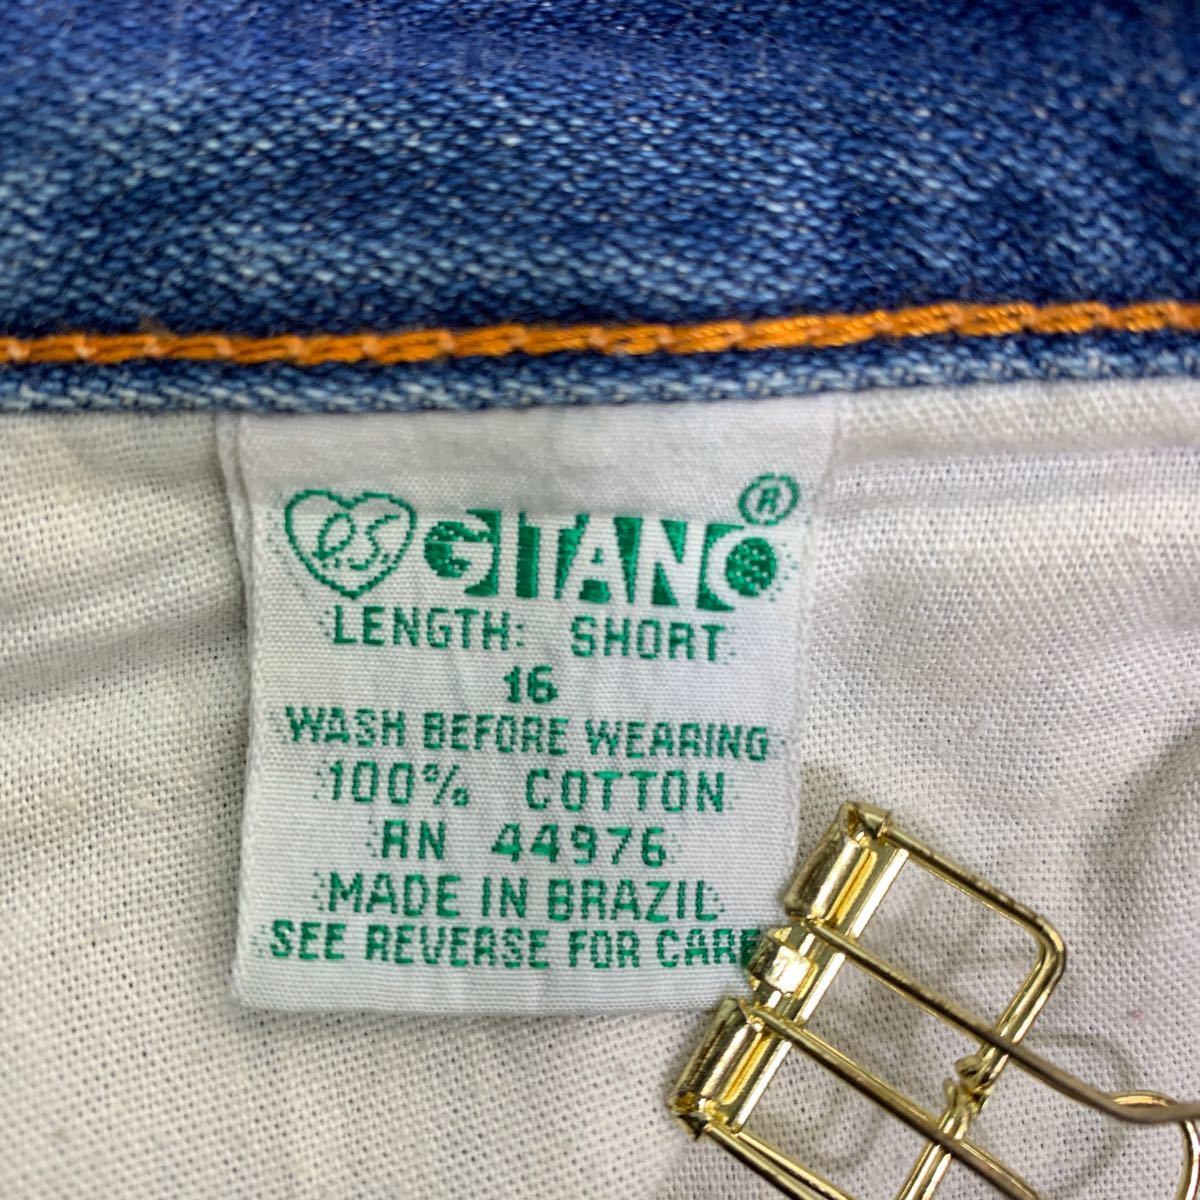 D.S. GITANO ®
LENGTH: SHORT
16
WASH BEFORE WEARING
100% COTTON
RN 44976
MADE IN BRAZIL
SEE REVERSE FOR CARE